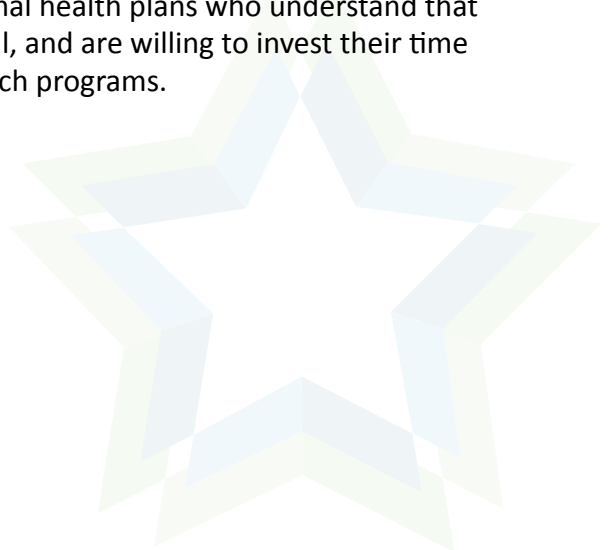 nal health plans who understand that
l, and are willing to invest their time
ch programs.